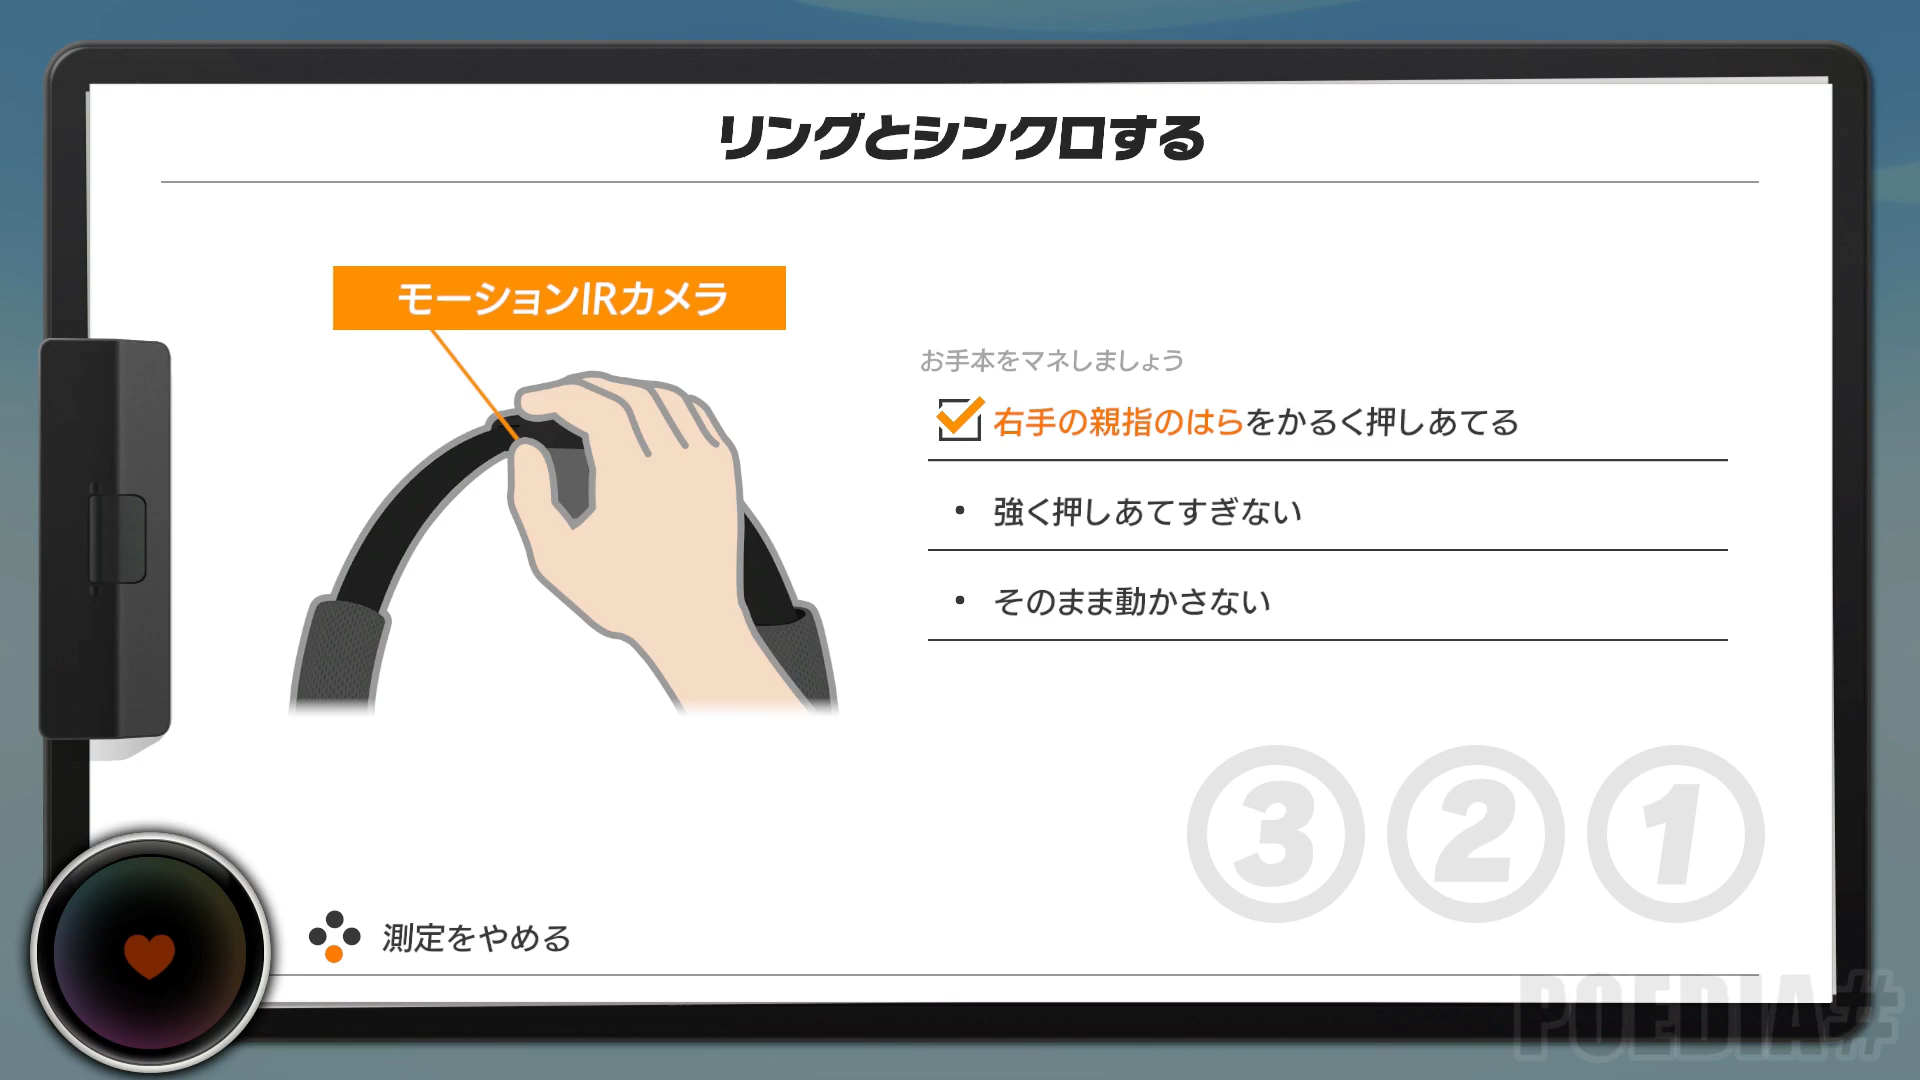 リングとシンクロする
モーションIRカメラ
お手本をマネしましょう
右手の親指のはらをかるく押しあてる
・ 強く押しあてすぎない
・ そのまま動かさない
3 2 1
測定をやめる
POEDIA#